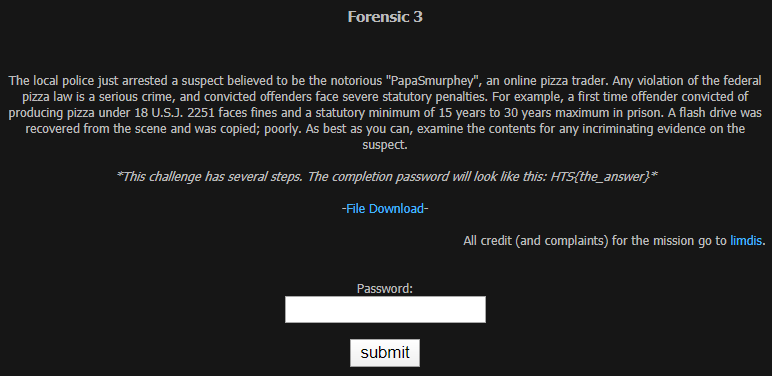 Forensic 3
The local police just arrested a suspect believed to be the notorious "PapaSmurphey", an online pizza trader. Any violation of the federal
pizza law is a serious crime, and convicted offenders face severe statutory penalties. For example, a first time offender convicted of
producing pizza under 18 U.S.J. 2251 faces fines and a statutory minimum of 15 years to 30 years maximum in prison. A flash drive was
recovered from the scene and was copied; poorly. As best as you can, examine the contents for any incriminating evidence on the
suspect.
*This challenge has several steps. The completion password will look like this: HTS{the_answer}*
-File Download-
All credit (and complaints) for the mission go to limdis.
Password:
submit